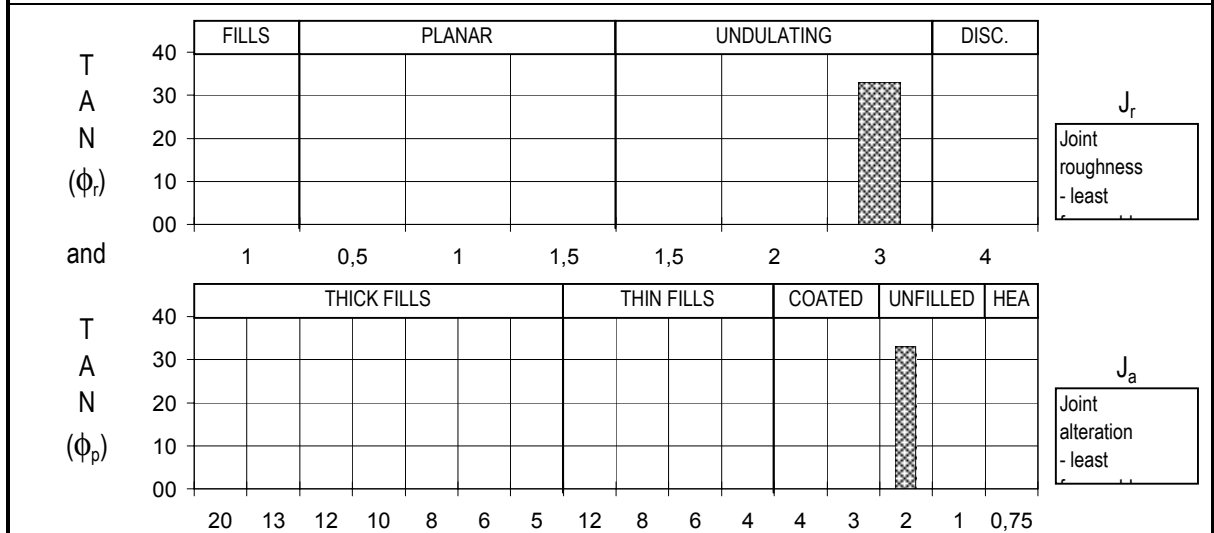 FILLS PLANAR UNDULATING DISC.
T
A
N
(ϕr)
40
30
20
10
00
Jr
Joint
roughness
- least
and
1 0,5 1 1,5 1,5 2 3 4
THICK FILLS THIN FILLS COATED UNFILLED HEA
T
A
N
(ϕp)
40
30
20
10
00
Ja
Joint
alteration
- least
20 13 12 10 8 6 5 12 8 6 4 4 3 2 1 0,75